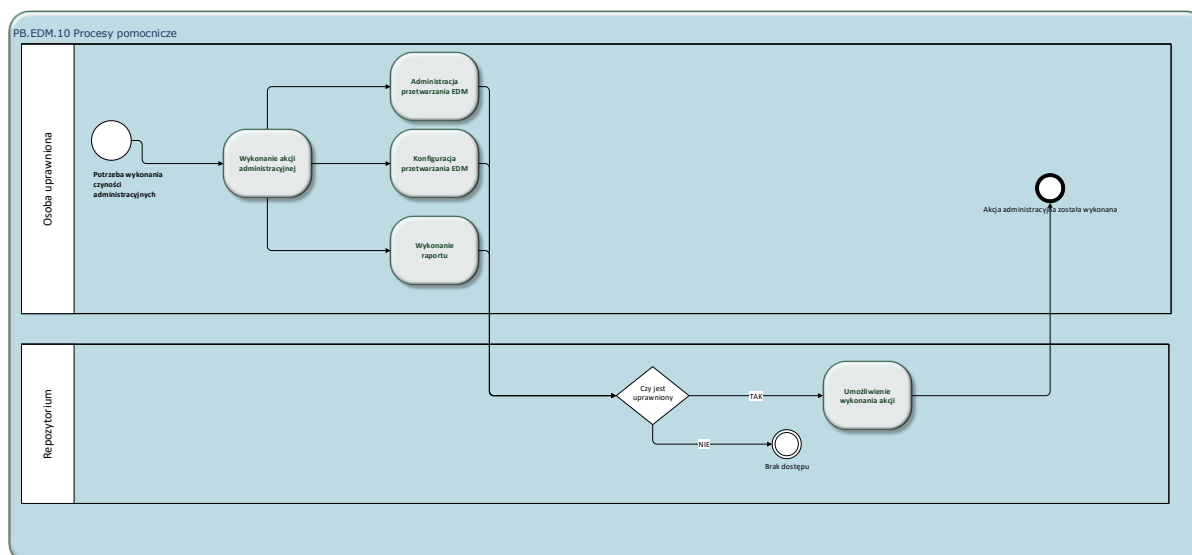 PB.EDM.10 Procesy pomocnicze
Osoba uprawniona
Potrzeba wykonania
czyności
administracyjnych
Wykonanie akcji
administracyjnej
Administracja
przetwarzania EDM
Konfiguracja
przetwarzania EDM
Wykonanie
raportu
Akcja administracyjna została wykonana
Repozytorium
Czy jest
uprawniony
TAK
NIE
Umożliwienie
wykonania akcji
Brak dostępu